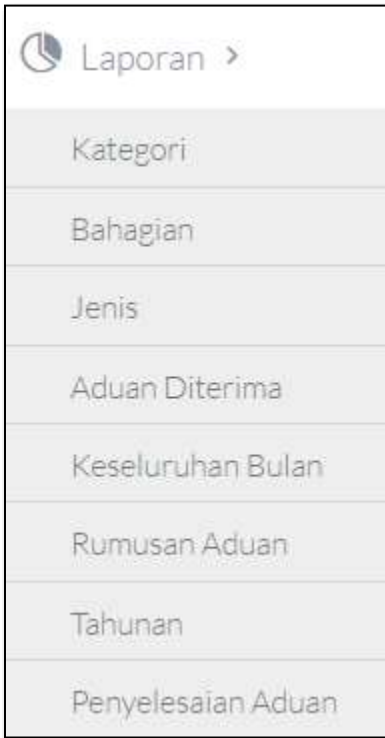 Laporan >
Kategori
Bahagian
Jenis
Aduan Diterima
Keseluruhan Bulan
Rumusan Aduan
Tahunan
Penyelesaian Aduan